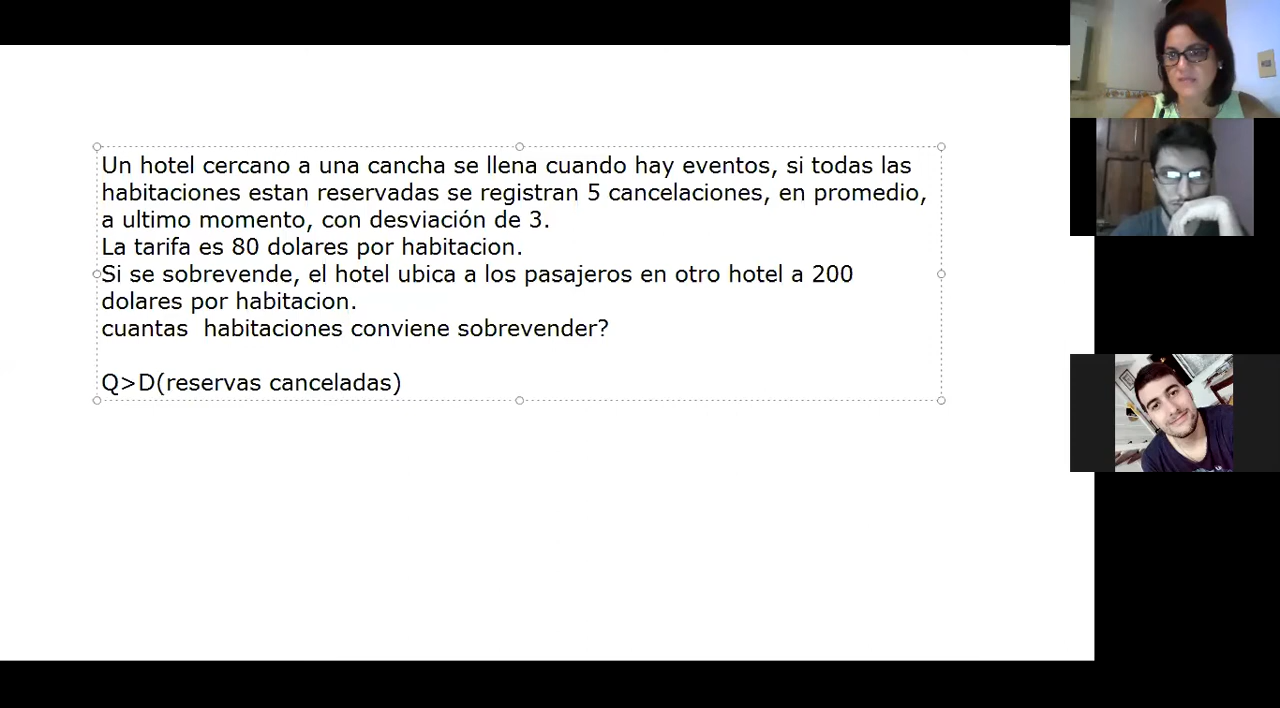 Un hotel cercano a una cancha se llena cuando hay eventos, si todas las
habitaciones estan reservadas se registran 5 cancelaciones, en promedio,
a ultimo momento, con desviación de 3.
La tarifa es 80 dolares por habitacion.
Si se sobrevende, el hotel ubica a los pasajeros en otro hotel a 200
dolares por habitacion.
cuantas  habitaciones conviene sobrevender?
Q>D(reservas canceladas)